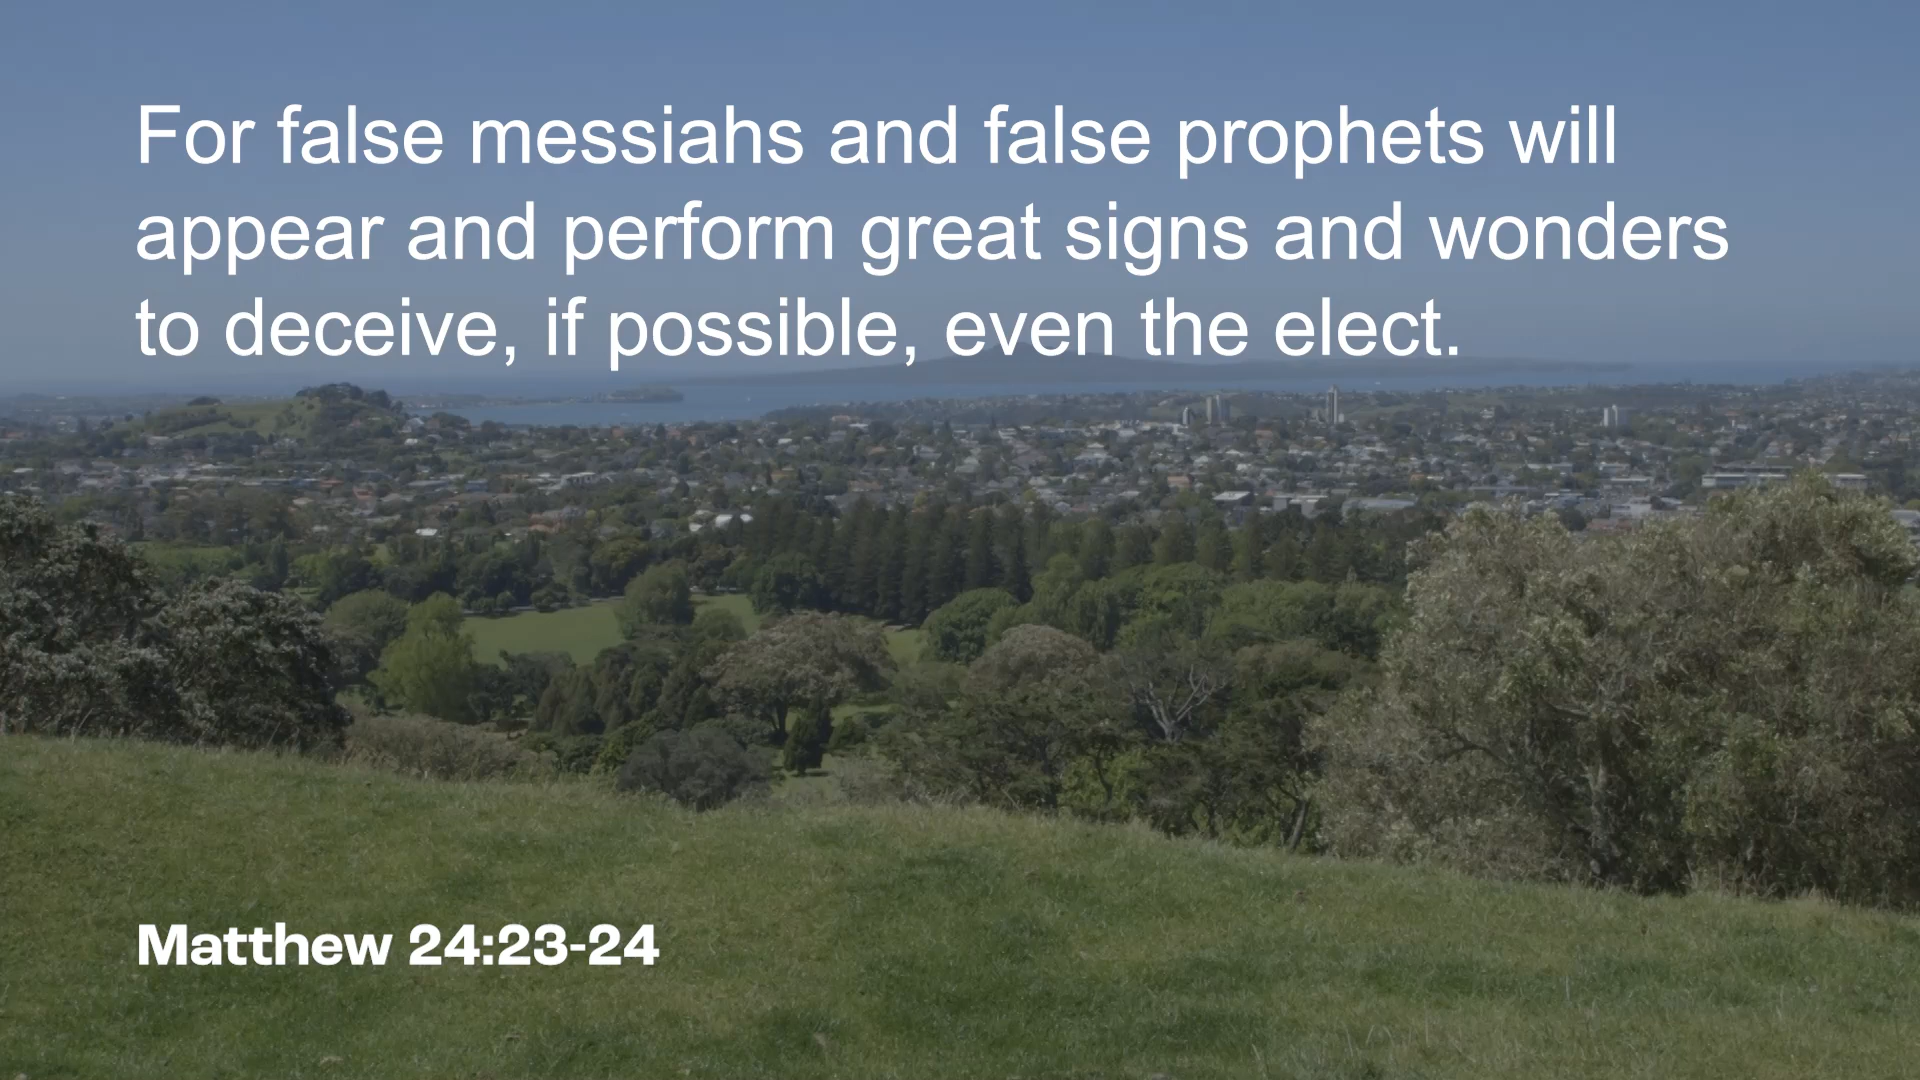 For false messiahs and false prophets will
appear and perform great signs and wonders
to deceive, if possible, even the elect.
Matthew 24:23-24